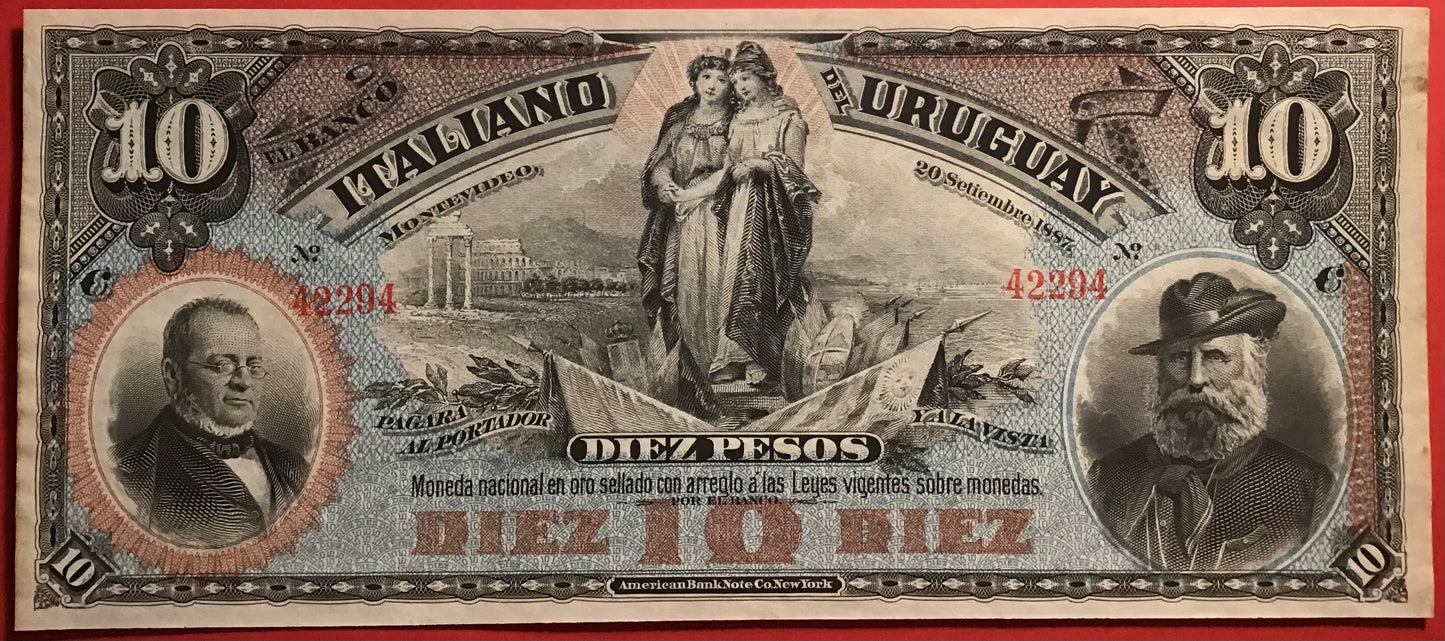 10
10
EL BANCO
ITALIANO
DEL
URUGUAY
MONTEVIDEO,
20 Setiembre 1887.
No
No
C
42294
42294
C
PAGARÁ
AL PORTADOR
Y A LA VISTA
DIEZ PESOS
Moneda nacional en oro sellado con arreglo á las Leyes vigentes sobre monedas.
POR EL BANCO.
DIEZ 10 DIEZ
10
10
American Bank Note Co. New York